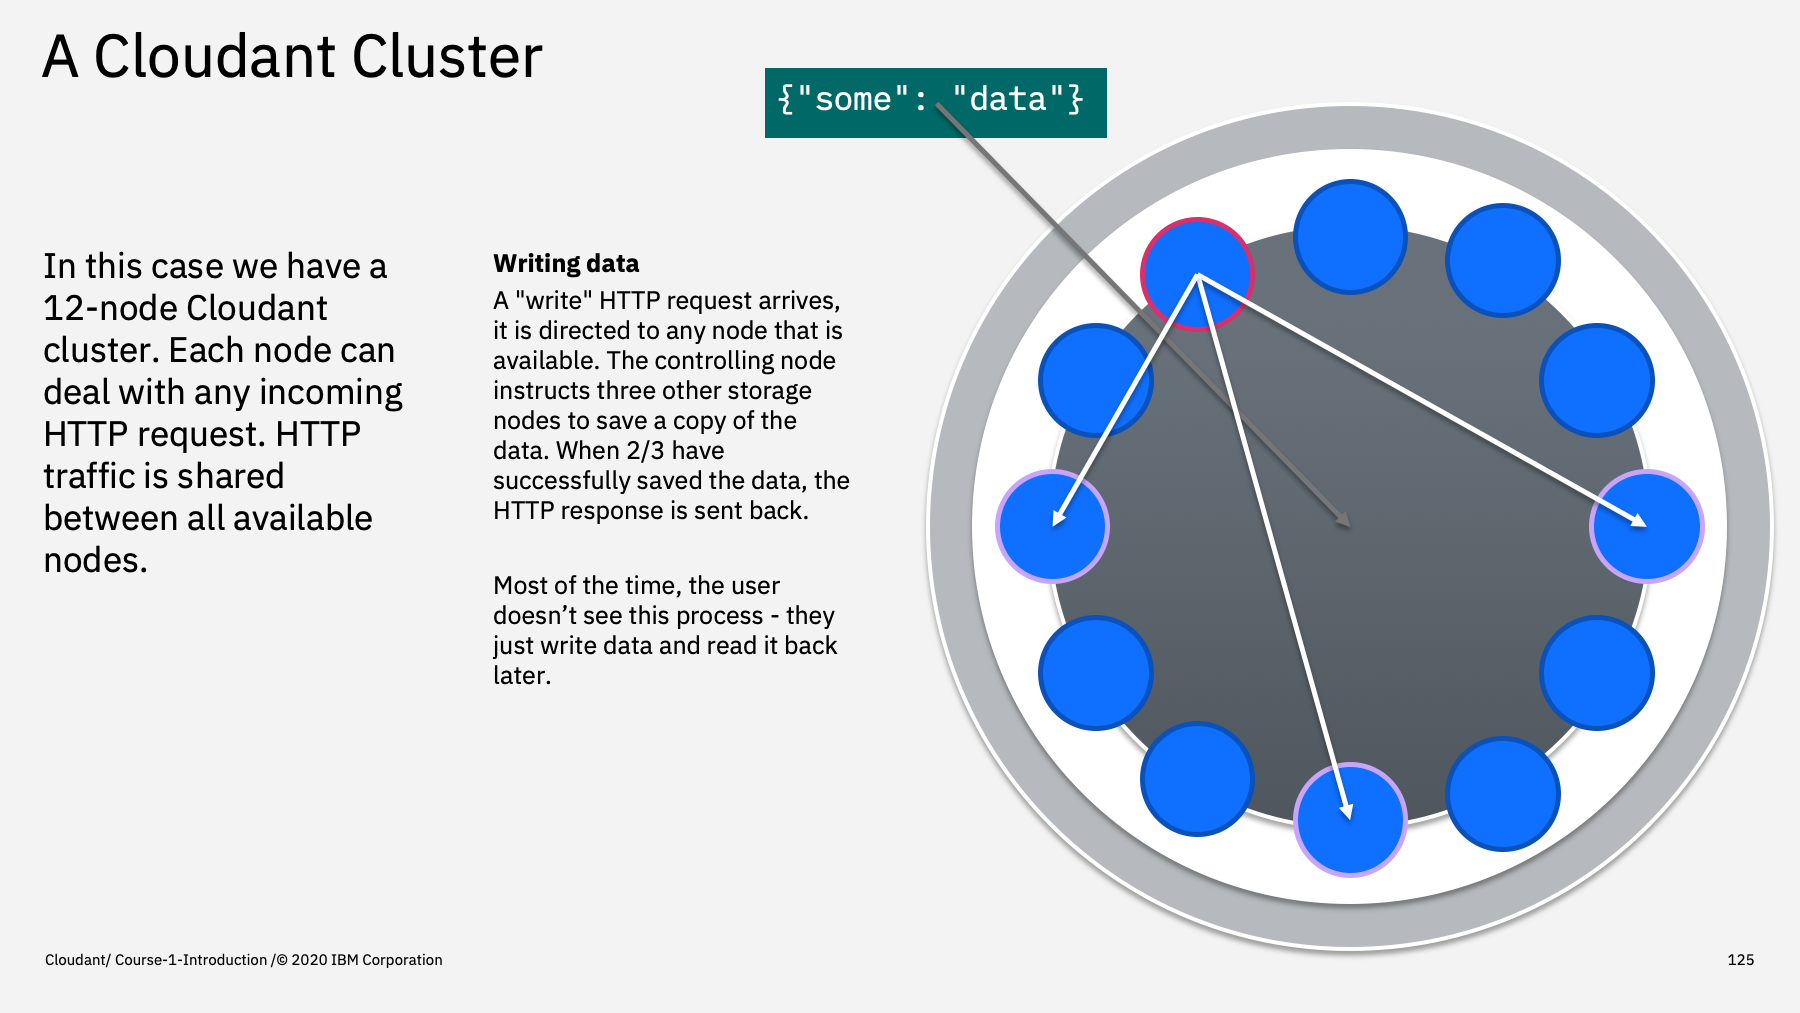 A Cloudant Cluster
{"some": "data"}
In this case we have a
12-node Cloudant
cluster. Each node can
deal with any incoming
HTTP request. HTTP
traffic is shared
between all available
nodes.
Writing data
A "write" HTTP request arrives,
it is directed to any node that is
available. The controlling node
instructs three other storage
nodes to save a copy of the
data. When 2/3 have
successfully saved the data, the
HTTP response is sent back.
Most of the time, the user
doesn’t see this process - they
just write data and read it back
later.
Cloudant/ Course-1-Introduction /© 2020 IBM Corporation
125